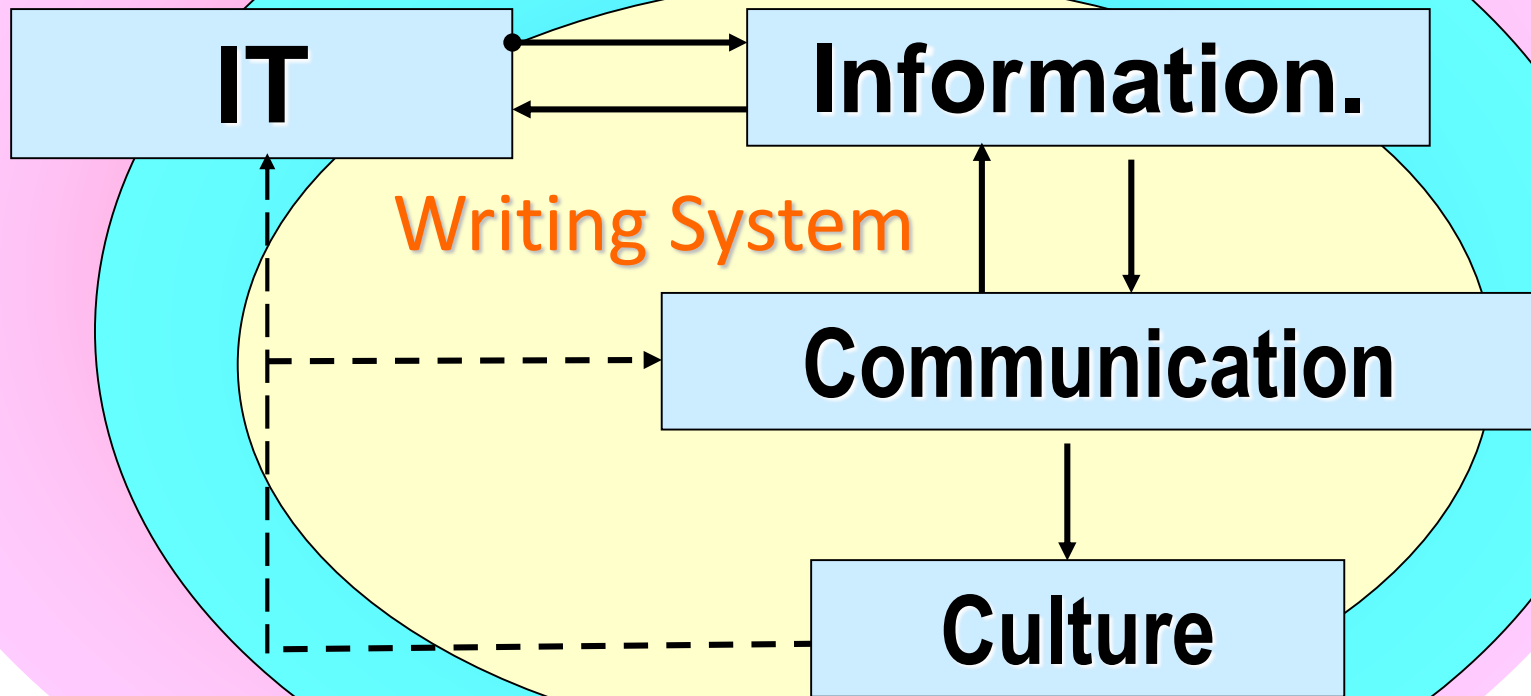 IT
Information.
Writing System
Communication
Culture